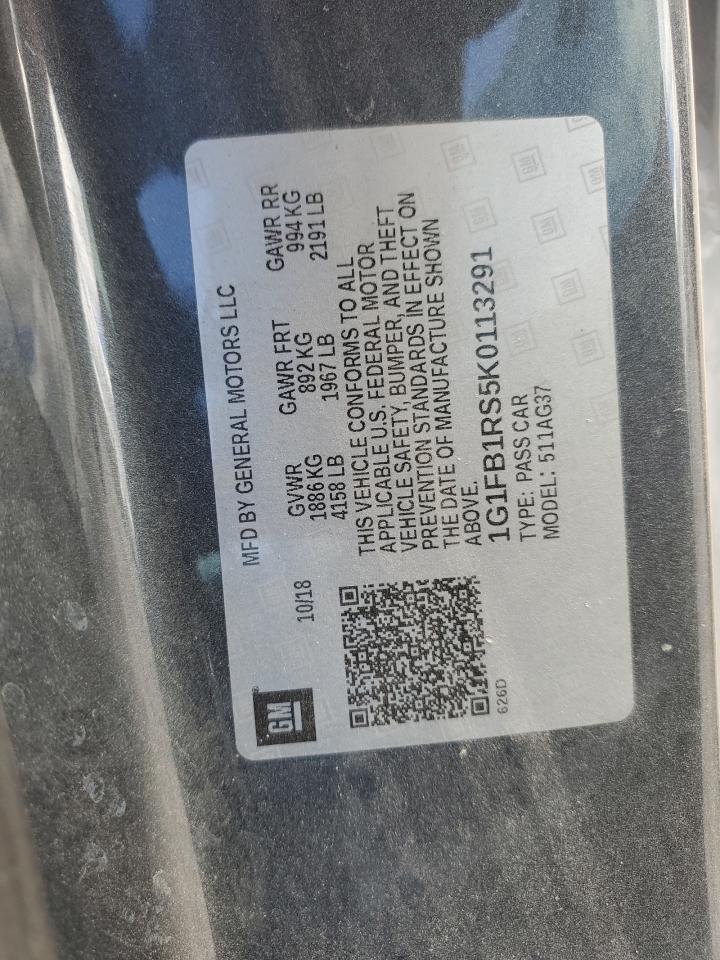 MFD BY GENERAL MOTORS LLC
10/18
GVWR GAWR FRT GAWR RR
1886 KG 892 KG 994 KG
4158 LB 1967 LB 2191 LB
THIS VEHICLE CONFORMS TO ALL
APPLICABLE U.S. FEDERAL MOTOR
VEHICLE SAFETY, BUMPER, AND THEFT
PREVENTION STANDARDS IN EFFECT ON
THE DATE OF MANUFACTURE SHOWN
ABOVE.
1G1FB1RS5K0113291
TYPE: PASS CAR
MODEL: 511AG37
GM
626D